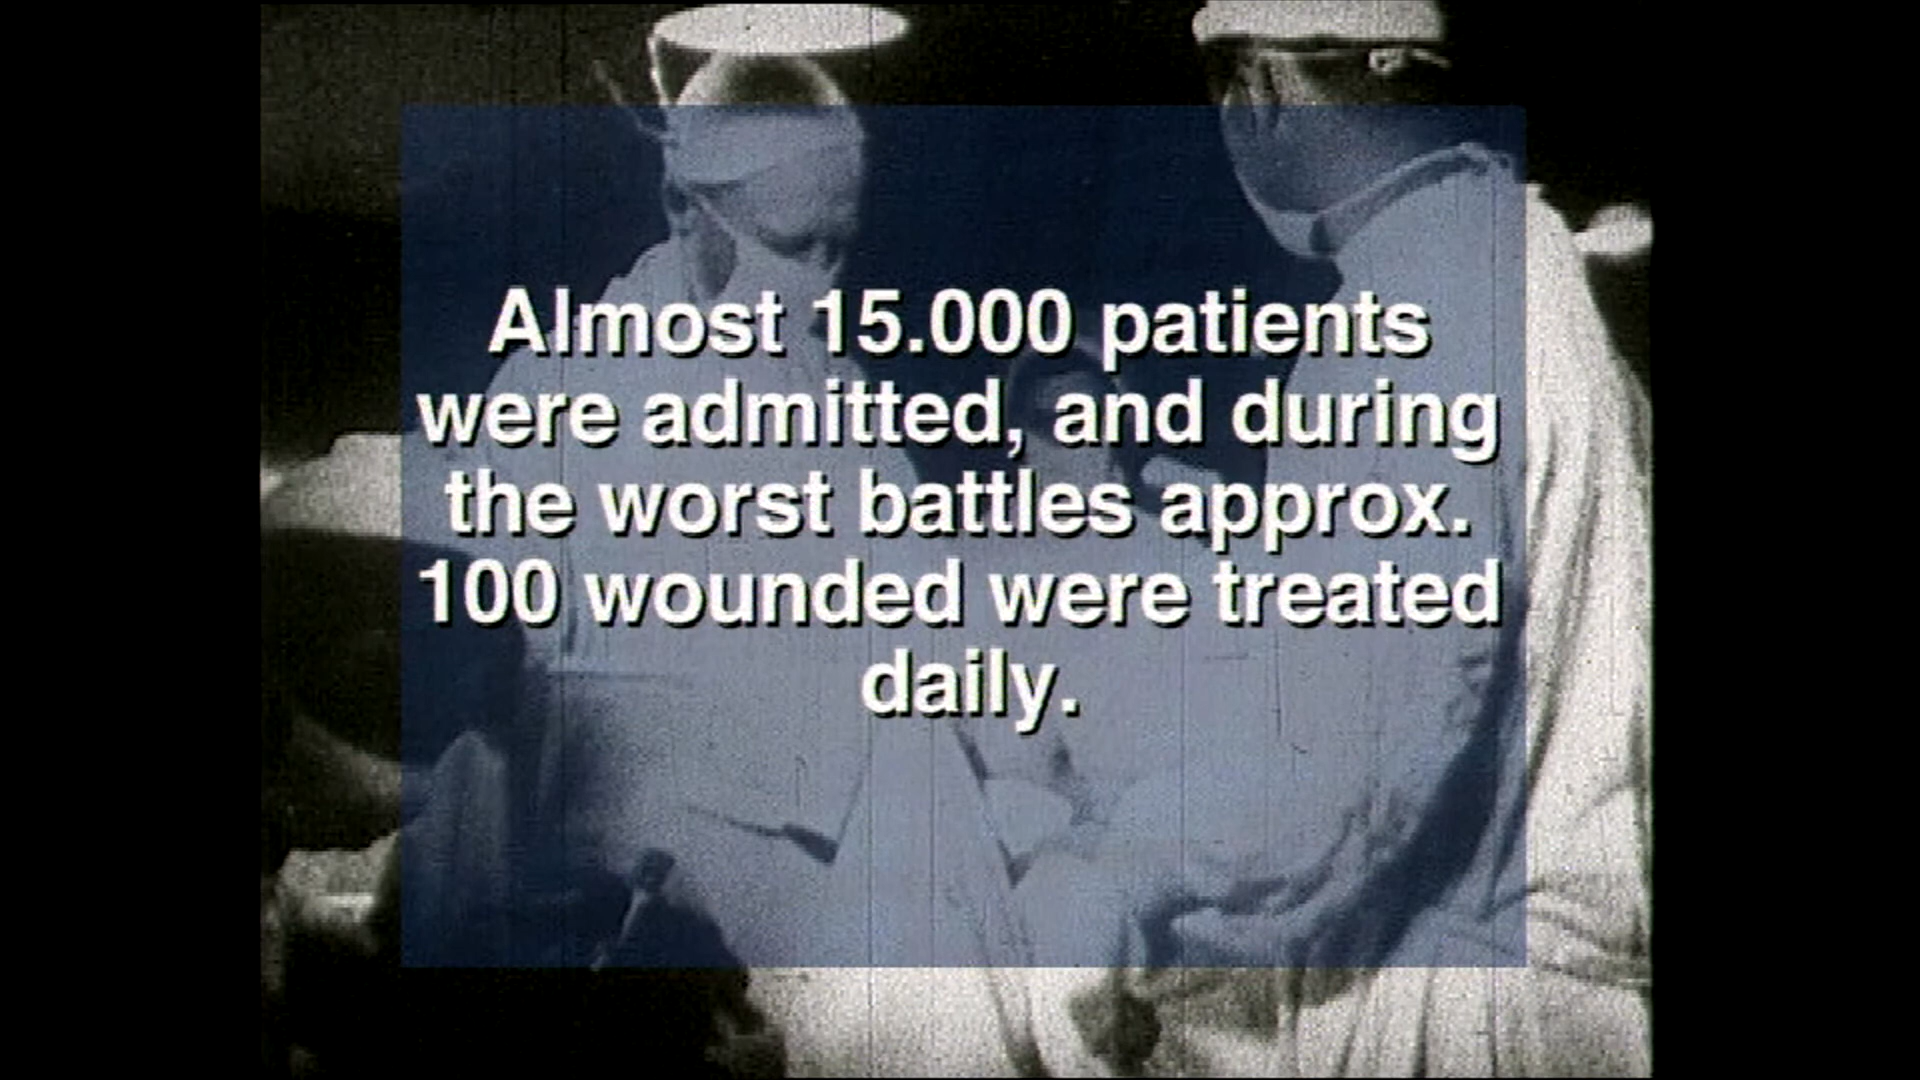 Almost 15.000 patients
were admitted, and during
the worst battles approx.
100 wounded were treated
daily.